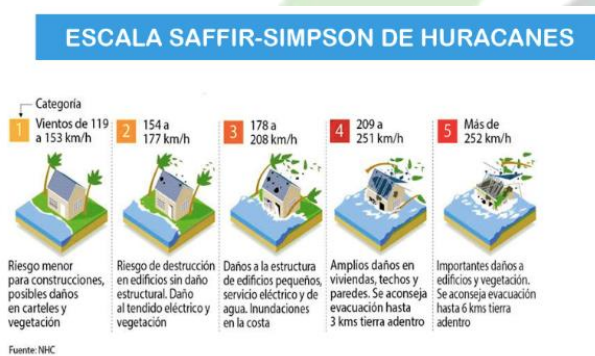 ESCALA SAFFIR-SIMPSON DE HURACANES
Categoría
1 Vientos de 119
a 153 km/h
Riesgo menor
para construcciones,
posibles daños
en carteles y
vegetación
2 154 a
177 km/h
Riesgo de destrucción
en edificios sin daño
estructural. Daño
al tendido eléctrico y
vegetación
3 178 a
208 km/h
Daños a la estructura
de edificios pequeños,
servicio eléctrico y de
agua. Inundaciones
en la costa
4 209 a
251 km/h
Amplios daños en
viviendas, techos y
paredes. Se aconseja
evacuación hasta
3 kms tierra adentro
5 Más de
252 km/h
Importantes daños a
edificios y vegetación.
Se aconseja evacuación
hasta 6 kms tierra
adentro
Fuente: NHC